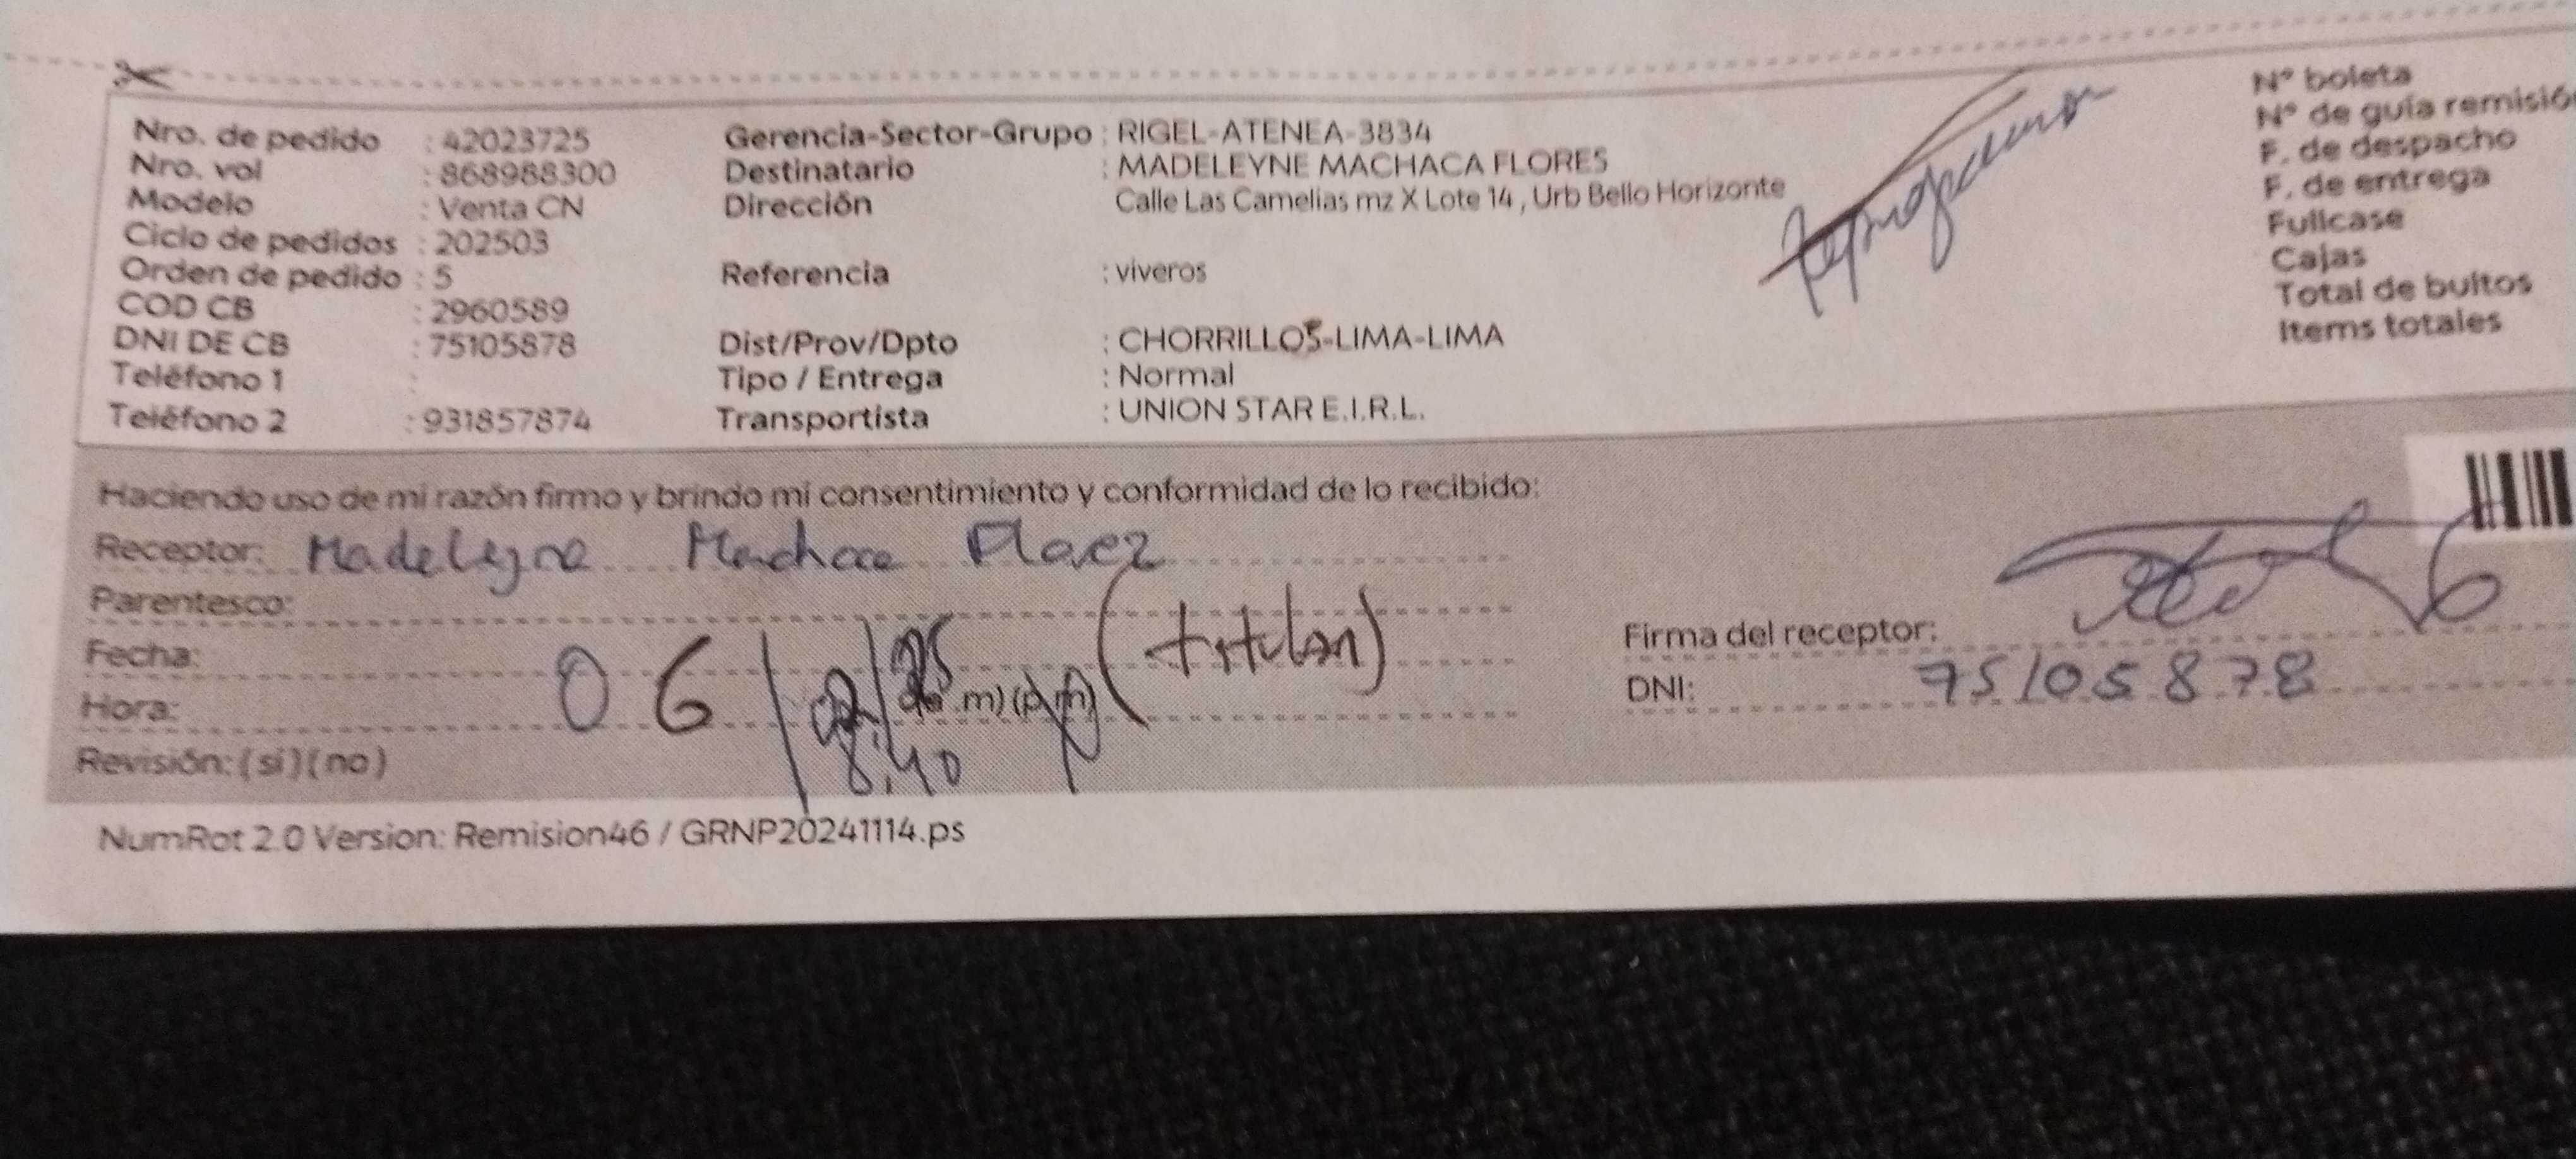 Nro. de pedido : 42023725
Nro. vol : 868988300
Modelo : Venta CN
Ciclo de pedidos : 202503
Orden de pedido : 5
COD CB : 2960589
DNI DE CB : 75105878
Teléfono 1 :
Teléfono 2 : 931857874
Gerencia-Sector-Grupo : RIGEL-ATENEA-3834
Destinatario : MADELEYNE MACHACA FLORES
Dirección Calle Las Camelias mz X Lote 14 , Urb Bello Horizonte
Referencia : viveros
Dist/Prov/Dpto : CHORRILLOS-LIMA-LIMA
Tipo / Entrega : Normal
Transportista : UNION STAR E.I.R.L.
N° boleta
N° de guía remisió
F. de despacho
F. de entrega
Fullcase
Cajas
Total de bultos
Items totales
Haciendo uso de mi razón firmo y brindo mi consentimiento y conformidad de lo recibido:
Receptor: Madeleyne
Parentesco: (titular)
Fecha: 06/02/25
Hora: 8:40
Revisión: (si)(no)
Firma del receptor:
DNI: 75105878
NumRot 2.0 Version: Remision46 / GRNP20241114.ps